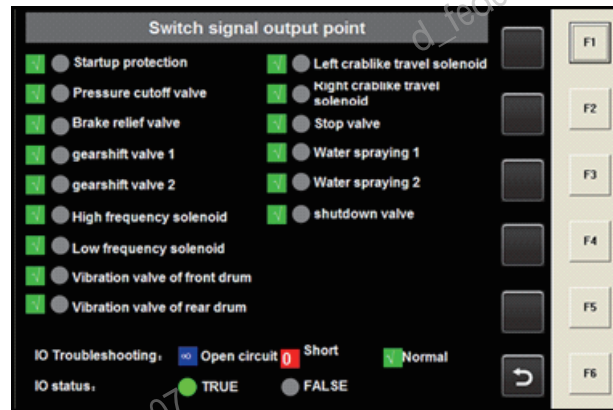 Switch signal output point
Startup protection
Pressure cutoff valve
Brake relief valve
gearshift valve 1
gearshift valve 2
High frequency solenoid
Low frequency solenoid
Vibration valve of front drum
Vibration valve of rear drum
Left crablike travel solenoid
Right crablike travel
solenoid
Stop valve
Water spraying 1
Water spraying 2
shutdown valve
IO Troubleshooting: ∞ Open circuit 0 Short √ Normal
IO status: TRUE FALSE
F1
F2
F3
F4
F5
F6